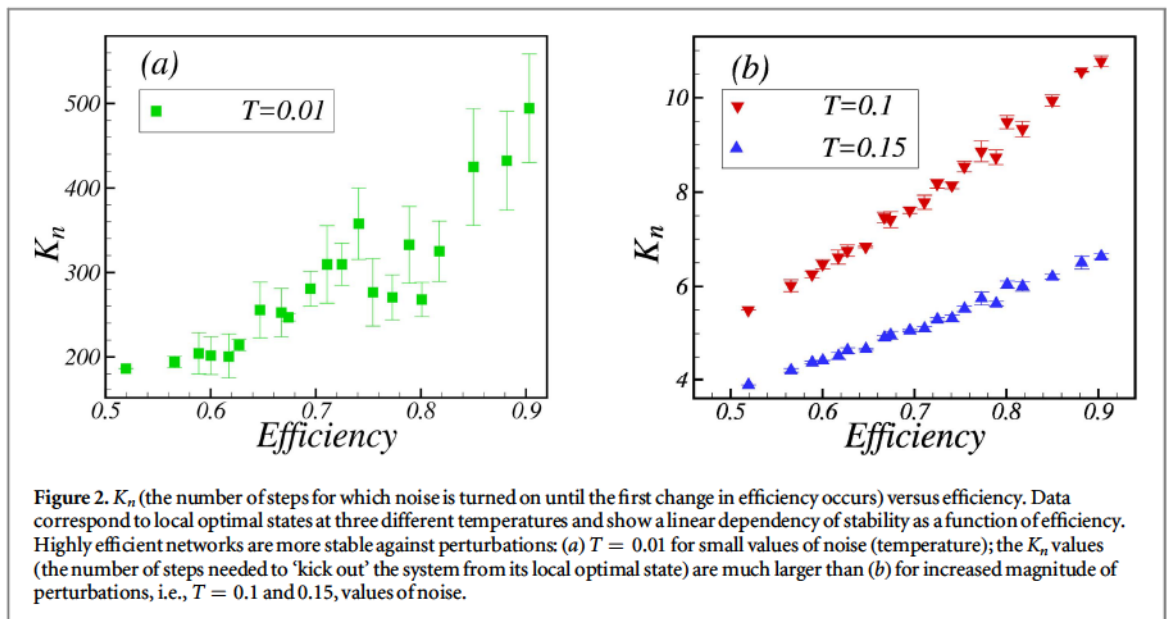 (a)
T=0.01
500
400
300
200
K_n
0.5 0.6 0.7 0.8 0.9
Efficiency
(b)
T=0.1
T=0.15
10
8
6
4
K_n
0.5 0.6 0.7 0.8 0.9
Efficiency
Figure 2. K_n (the number of steps for which noise is turned on until the first change in efficiency occurs) versus efficiency. Data
correspond to local optimal states at three different temperatures and show a linear dependency of stability as a function of efficiency.
Highly efficient networks are more stable against perturbations: (a) T = 0.01 for small values of noise (temperature); the K_n values
(the number of steps needed to ‘kick out’ the system from its local optimal state) are much larger than (b) for increased magnitude of
perturbations, i.e., T = 0.1 and 0.15, values of noise.